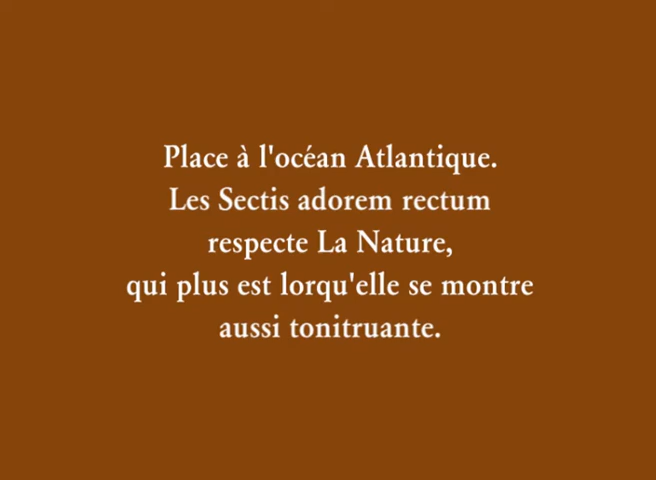 Place à l'océan Atlantique.
Les Sectis adorem rectum
respecte La Nature,
qui plus est lorqu'elle se montre
aussi tonitruante.